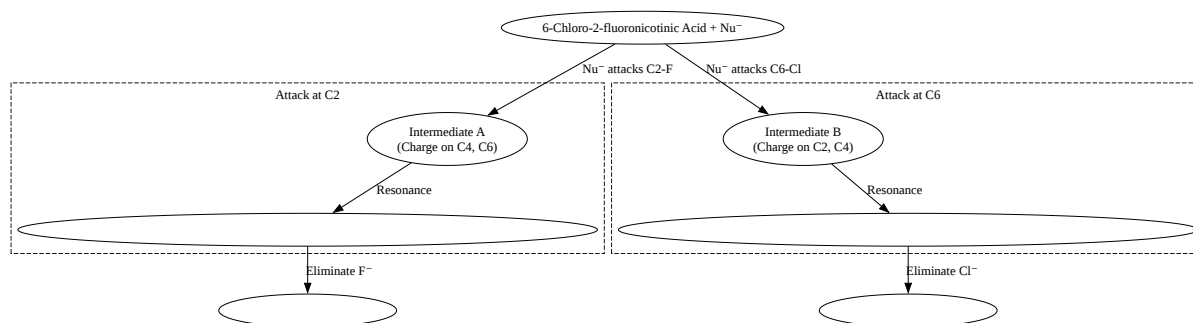 6-Chloro-2-fluoronicotinic Acid + Nu⁻
Nu⁻ attacks C2-F
Nu⁻ attacks C6-Cl
Attack at C2
Attack at C6
Intermediate A
(Charge on C4, C6)
Intermediate B
(Charge on C2, C4)
Resonance
Resonance
Eliminate F⁻
Eliminate Cl⁻